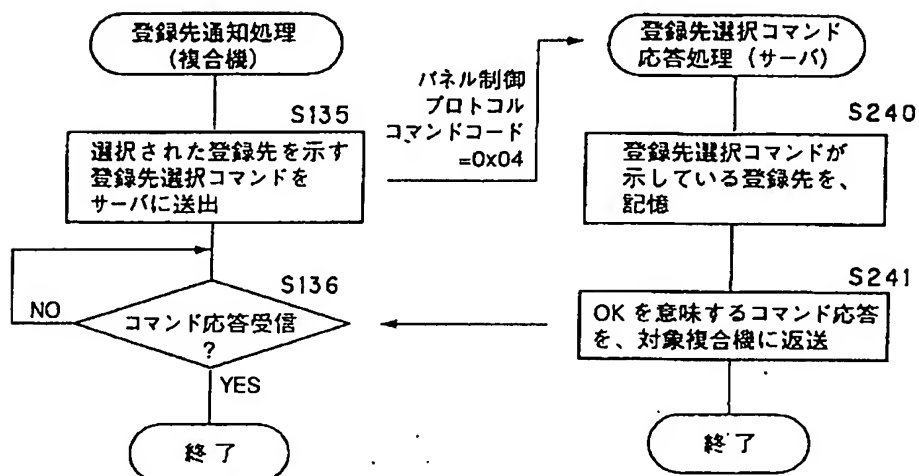 登録先通知処理
(複合機)
S135
選択された登録先を示す
登録先選択コマンドを
サーバに送出
S136
NO
コマンド応答受信
?
YES
終了
パネル制御
プロトコル
コマンドコード
=0x04
登録先選択コマンド
応答処理(サーバ)
S240
登録先選択コマンドが
示している登録先を、
記憶
S241
OKを意味するコマンド応答
を、対象複合機に返送
終了